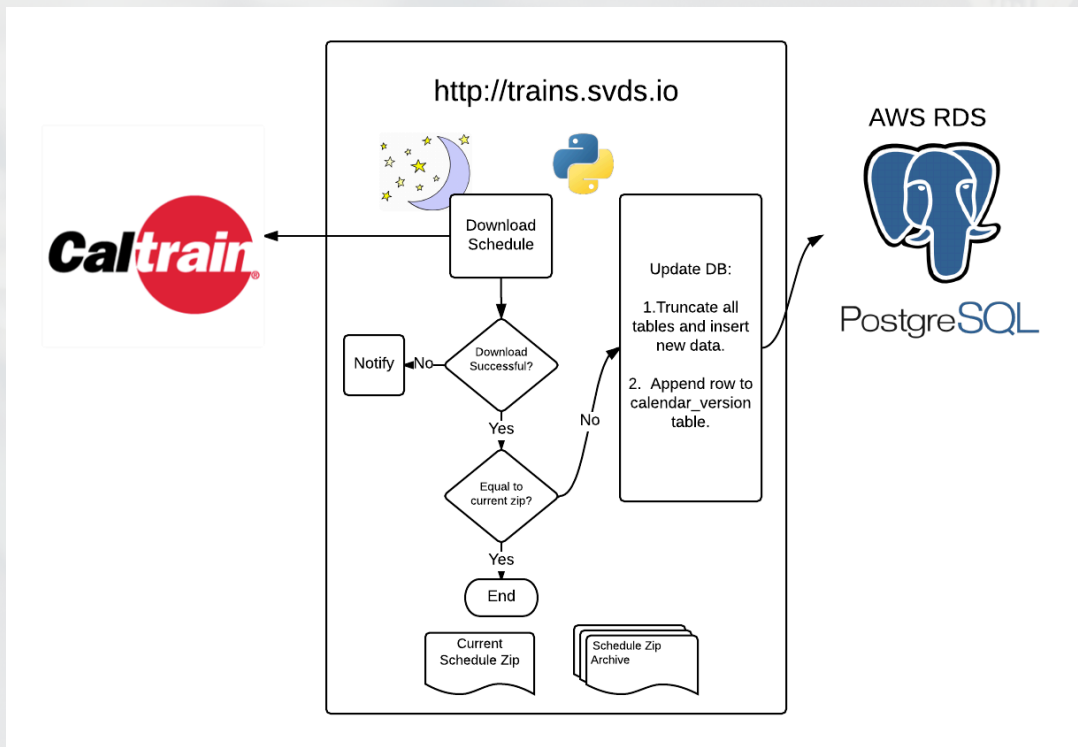 http://trains.svds.io
AWS RDS
Caltrain®
Download
Schedule
Update DB:
1.Truncate all
tables and insert
new data.
2. Append row to
calendar_version
table.
PostgreSQL
Download
Successful?
No
Notify
Yes
No
Equal to
current zip?
Yes
End
Current
Schedule Zip
Schedule Zip
Archive